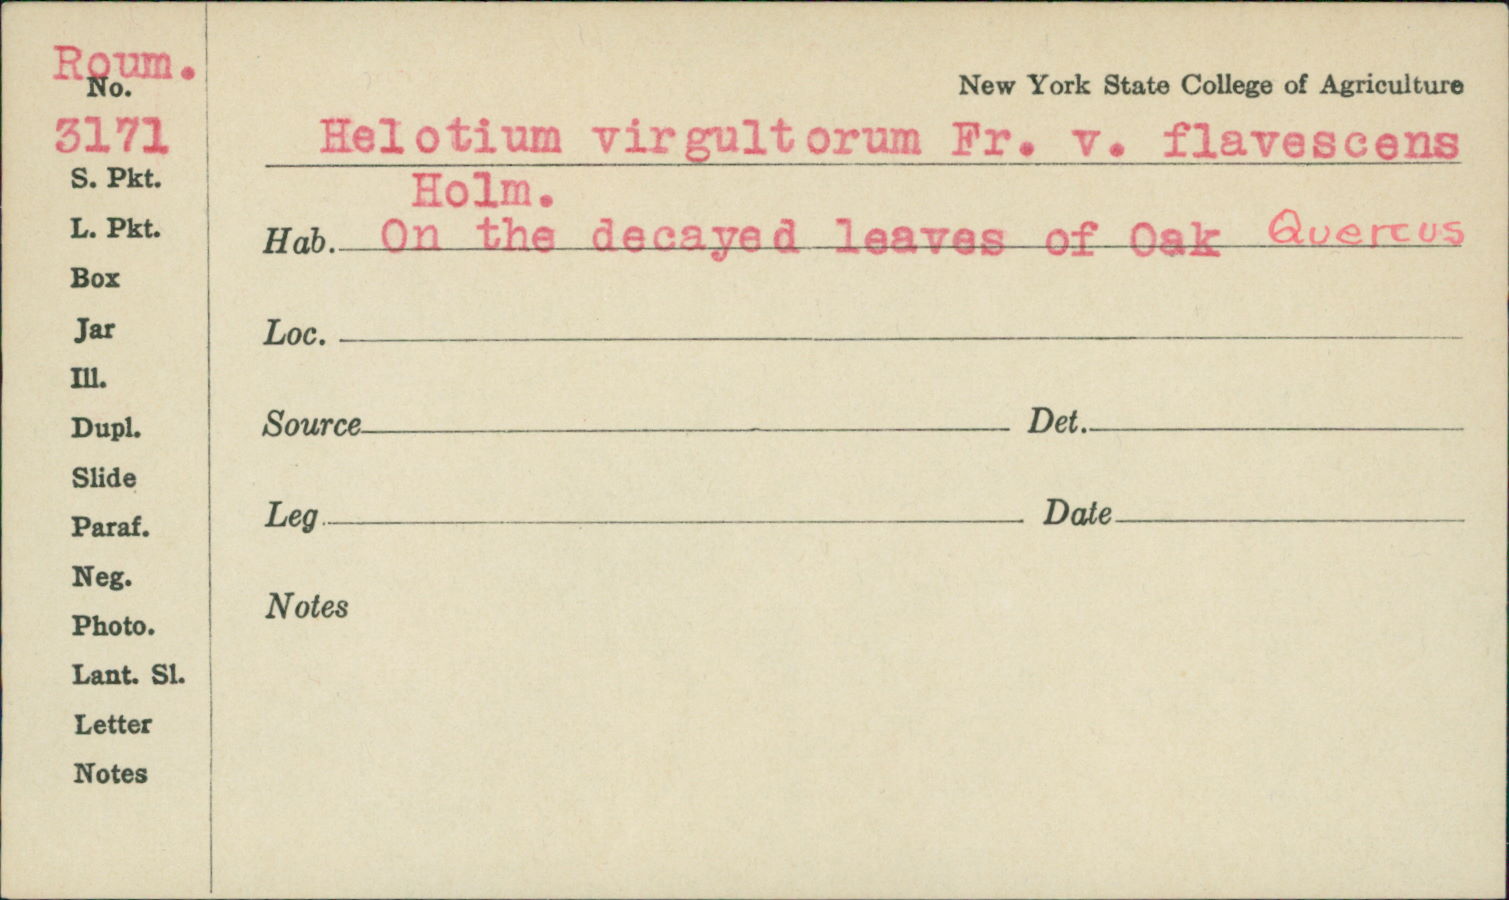 Roum.
No.
3171
S. Pkt.
L. Pkt.
Box
Jar
Ill.
Dupl.
Slide
Paraf.
Neg.
Photo.
Lant. Sl.
Letter
Notes
New York State College of Agriculture
Helotium virgultorum Fr. v. flavescens
Holm.
Hab. On the decayed leaves of Oak Quercus
Loc.
Source Det.
Leg. Date
Notes